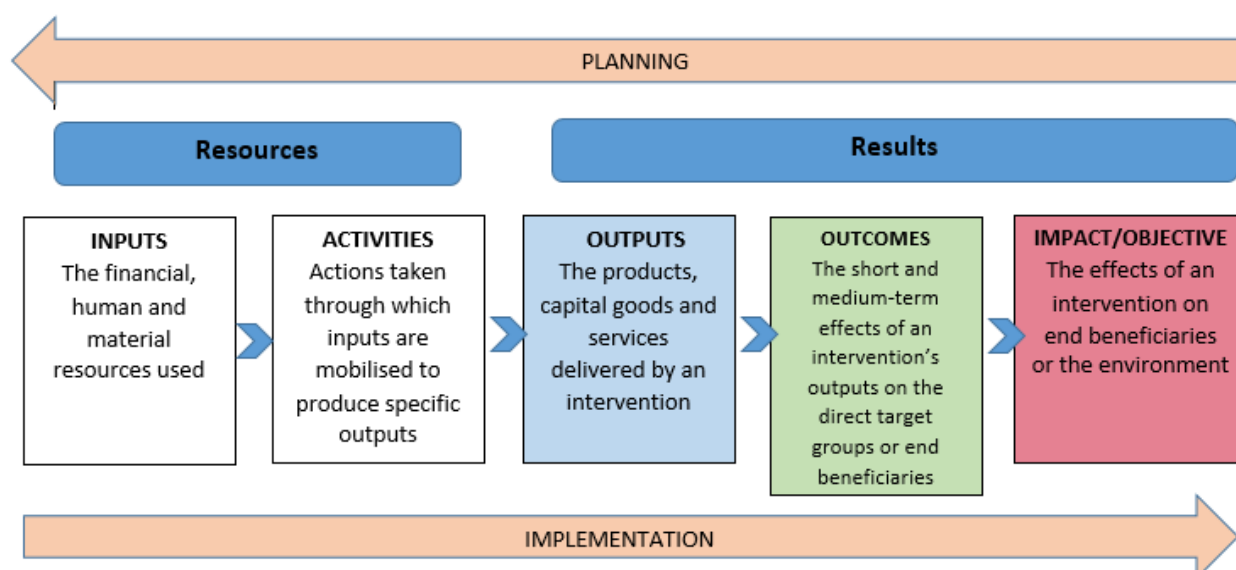 PLANNING
Resources
Results
INPUTS
The financial,
human and
material
resources used
ACTIVITIES
Actions taken
through which
inputs are
mobilised to
produce specific
outputs
OUTPUTS
The products,
capital goods and
services
delivered by an
intervention
OUTCOMES
The short and
medium-term
effects of an
intervention's
outputs on the
direct target
groups or end
beneficiaries
IMPACT/OBJECTIVE
The effects of an
intervention on
end beneficiaries
or the environment
IMPLEMENTATION